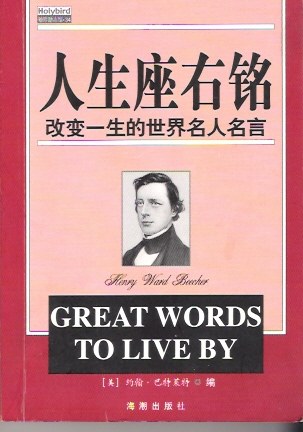 Holybird
人生座右铭
改变一生的世界名人名言
Henry Ward Beecher
GREAT WORDS
TO LIVE BY
[美] 约翰·巴特莱特 编
海潮出版社